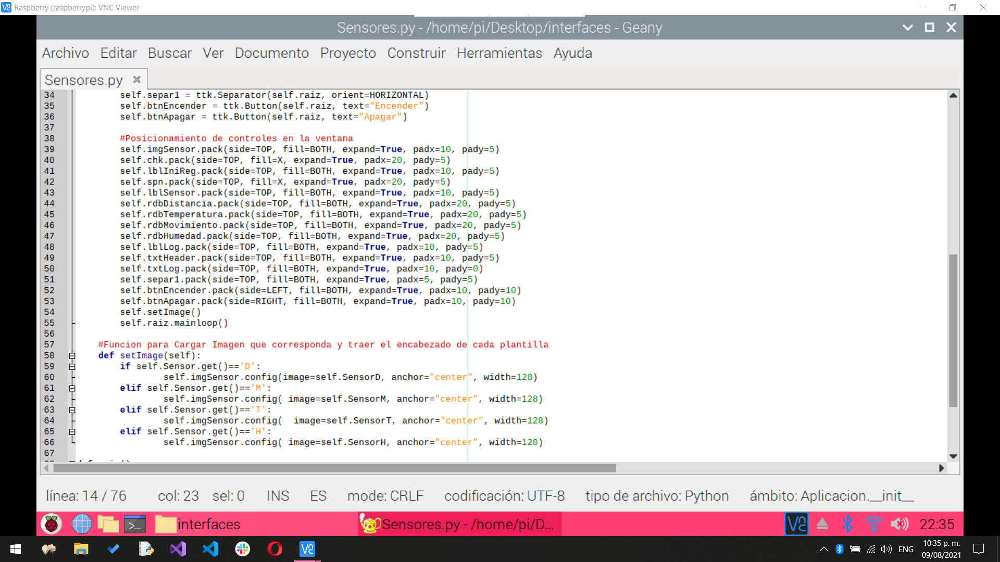 Raspberry (raspberrypi): VNC Viewer
Sensores.py - /home/pi/Desktop/interfaces - Geany
Archivo Editar Buscar Ver Documento Proyecto Construir Herramientas Ayuda
Sensores.py
34 self.separ1 = ttk.Separator(self.raiz, orient=HORIZONTAL)
35 self.btnEncender = ttk.Button(self.raiz, text="Encender")
36 self.btnApagar = ttk.Button(self.raiz, text="Apagar")
37
38 #Posicionamiento de controles en la ventana
39 self.imgSensor.pack(side=TOP, fill=BOTH, expand=True, padx=10, pady=5)
40 self.chk.pack(side=TOP, fill=X, expand=True, padx=20, pady=5)
41 self.lblIniReg.pack(side=TOP, fill=BOTH, expand=True, padx=10, pady=5)
42 self.spn.pack(side=TOP, fill=X, expand=True, padx=20, pady=5)
43 self.lblSensor.pack(side=TOP, fill=BOTH, expand=True, padx=10, pady=5)
44 self.rdbDistancia.pack(side=TOP, fill=BOTH, expand=True, padx=20, pady=5)
45 self.rdbTemperatura.pack(side=TOP, fill=BOTH, expand=True, padx=20, pady=5)
46 self.rdbMovimiento.pack(side=TOP, fill=BOTH, expand=True, padx=20, pady=5)
47 self.rdbHumedad.pack(side=TOP, fill=BOTH, expand=True, padx=20, pady=5)
48 self.lblLog.pack(side=TOP, fill=BOTH, expand=True, padx=10, pady=5)
49 self.txtHeader.pack(side=TOP, fill=BOTH, expand=True, padx=10, pady=5)
50 self.txtLog.pack(side=TOP, fill=BOTH, expand=True, padx=10, pady=0)
51 self.separ1.pack(side=TOP, fill=BOTH, expand=True, padx=5, pady=5)
52 self.btnEncender.pack(side=LEFT, fill=BOTH, expand=True, padx=10, pady=10)
53 self.btnApagar.pack(side=RIGHT, fill=BOTH, expand=True, padx=10, pady=10)
54 self.setImage()
55 self.raiz.mainloop()
56
57 #Funcion para Cargar Imagen que corresponda y traer el encabezado de cada plantilla
58 def setImage(self):
59 if self.Sensor.get()=='D':
60 self.imgSensor.config(image=self.SensorD, anchor="center", width=128)
61 elif self.Sensor.get()=='M':
62 self.imgSensor.config( image=self.SensorM, anchor="center", width=128)
63 elif self.Sensor.get()=='T':
64 self.imgSensor.config(  image=self.SensorT, anchor="center", width=128)
65 elif self.Sensor.get()=='H':
66 self.imgSensor.config( image=self.SensorH, anchor="center", width=128)
67
línea: 14 / 76 col: 23 sel: 0 INS ES mode: CRLF codificación: UTF-8 tipo de archivo: Python ámbito: Aplicacion.__init__
interfaces Sensores.py - /home/pi/D... 22:35
ENG 10:35 p. m.
09/08/2021